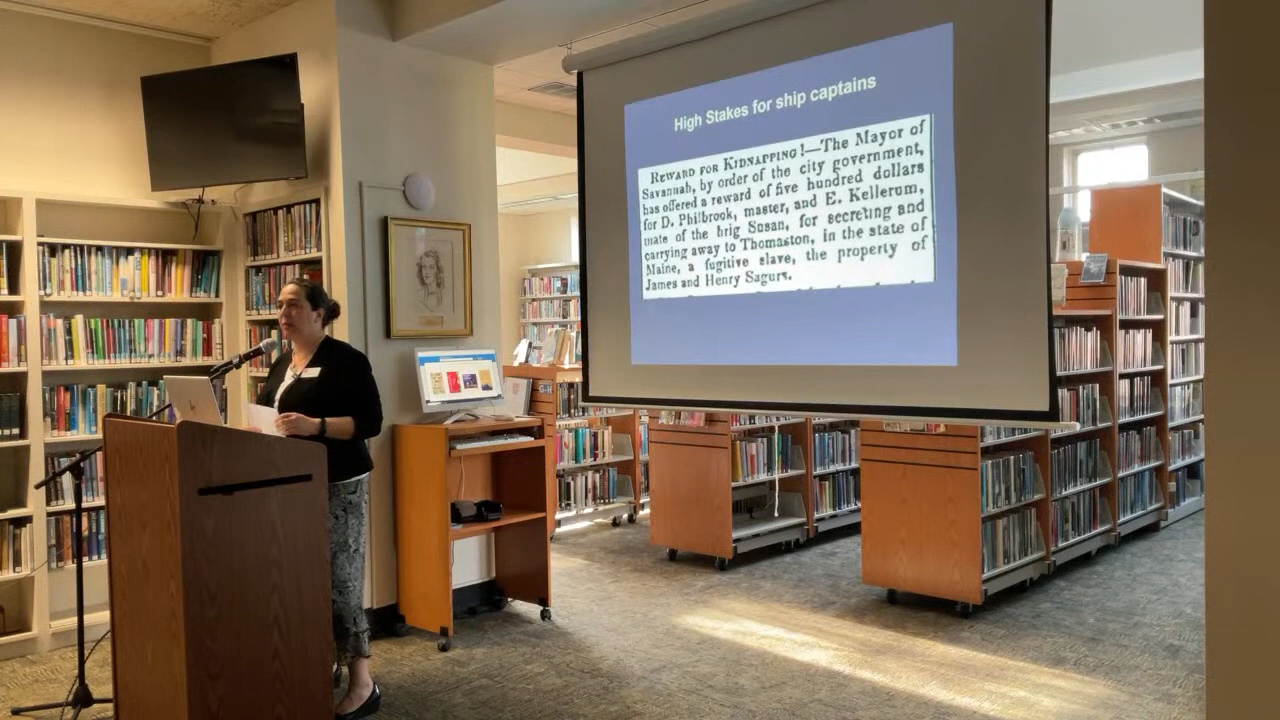 High Stakes for ship captains
REWARD FOR KIDNAPPING!—The Mayor of
Savannah, by order of the city government,
has offered a reward of five hundred dollars
for D. Philbrook, master, and E. Kellerum,
mate of the brig Susan, for secreting and
carrying away to Thomaston, in the state of
Maine, a fugitive slave, the property of
James and Henry Sagurs.